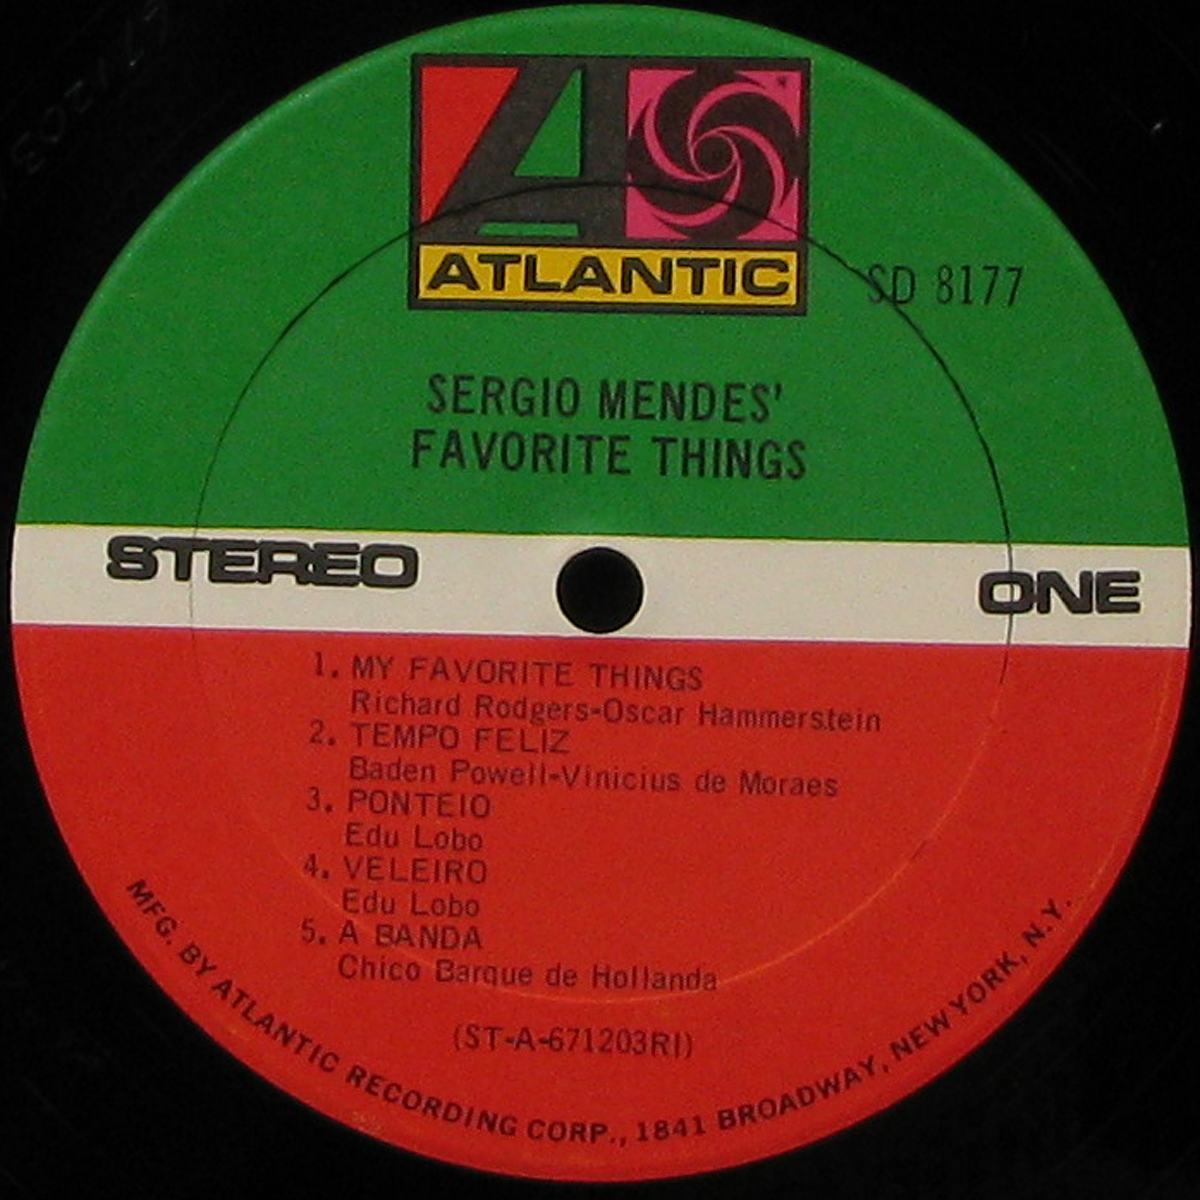 ATLANTIC
SD 8177
SERGIO MENDES'
FAVORITE THINGS
STEREO
ONE
1. MY FAVORITE THINGS
Richard Rodgers-Oscar Hammerstein
2. TEMPO FELIZ
Baden Powell-Vinicius de Moraes
3. PONTEIO
Edu Lobo
4. VELEIRO
Edu Lobo
5. A BANDA
Chico Barque de Hollanda
(ST-A-671203RI)
MFG. BY ATLANTIC RECORDING CORP., 1841 BROADWAY, NEW YORK, N.Y.